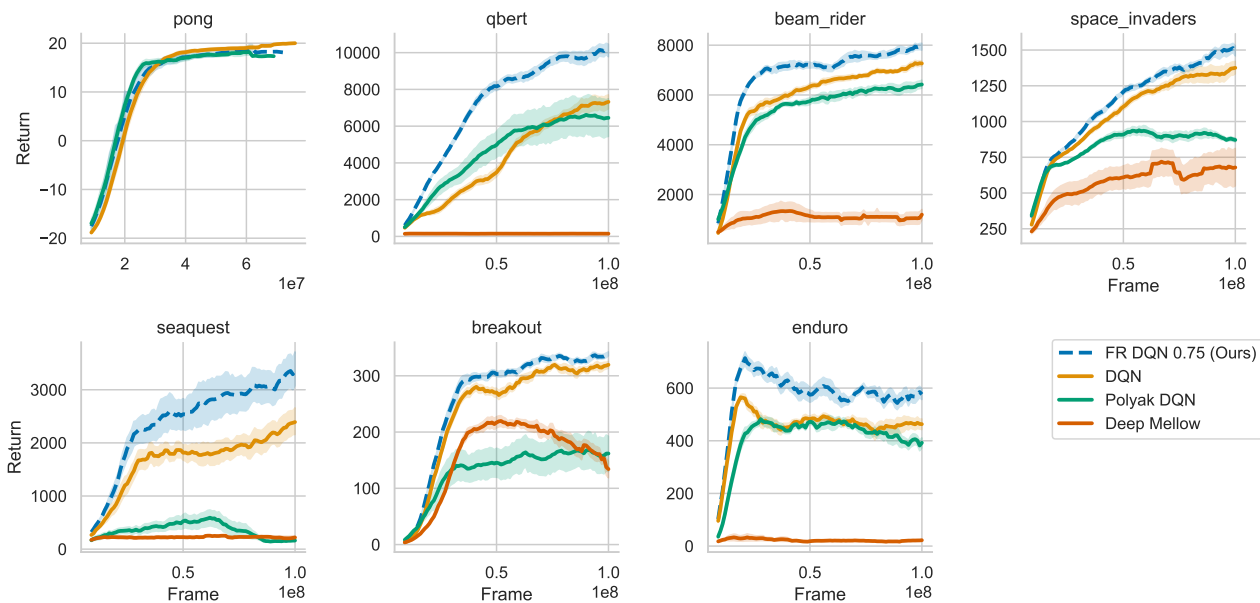 pong
qbert
beam_rider
space_invaders
Return
20
10
0
−10
−20
2
4
6
1e7
10000
8000
6000
4000
2000
0
0.5
1.0
1e8
8000
6000
4000
2000
0.5
1.0
1e8
1500
1250
1000
750
500
250
0.5
1.0
Frame
1e8
seaquest
breakout
enduro
Return
3000
2000
1000
0
0.5
1.0
Frame
1e8
300
200
100
0
0.5
1.0
Frame
1e8
600
400
200
0
0.5
1.0
Frame
1e8
FR DQN 0.75 (Ours)
DQN
Polyak DQN
Deep Mellow